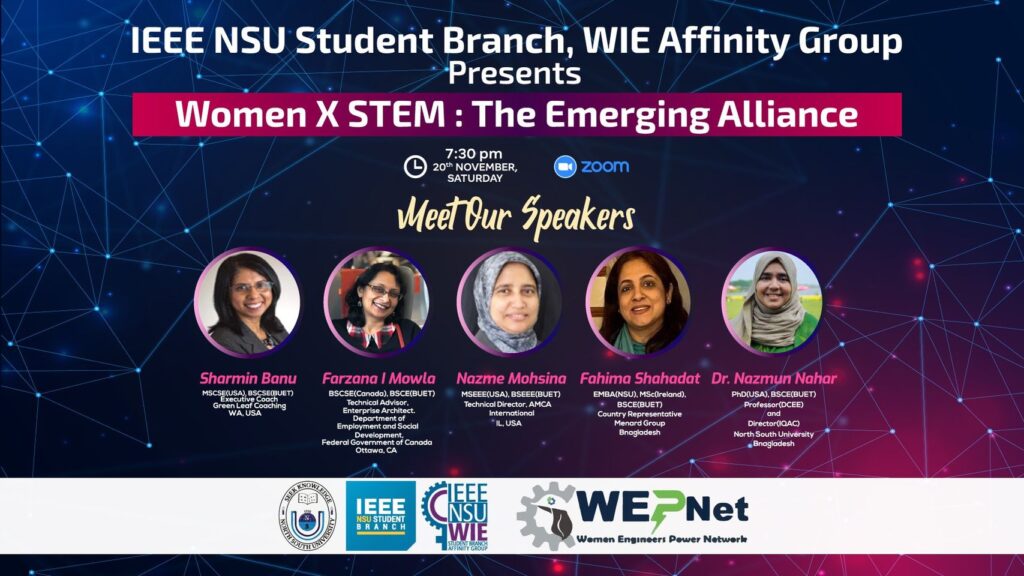 IEEE NSU Student Branch, WIE Affinity Group
Presents
Women X STEM : The Emerging Alliance
7:30 pm
20th NOVEMBER,
SATURDAY
zoom
Meet Our Speakers
Sharmin Banu
MSCSE(USA), BSCSE(BUET)
Executive Coach
Green Leaf Coaching
WA, USA
Farzana I Mowla
BSCSE(Canada), BSCE(BUET)
Technical Advisor,
Enterprise Architect.
Department of
Employment and Social
Development,
Federal Government of Canada
Ottawa, CA
Nazme Mohsina
MSEEE(USA), BSEEE(BUET)
Technical Director, AMCA
International
IL, USA
Fahima Shahadat
EMBA(NSU), MSc(Ireland),
BSCE(BUET)
Country Representative
Menard Group
Bnagladesh
Dr. Nazmun Nahar
PhD(USA), BSCE(BUET)
Professor(DCEE)
and
Director(IQAC)
North South University
Bnagladesh
SEEK KNOWLEDGE
NORTH SOUTH UNIVERSITY
IEEE
NSU STUDENT
BRANCH
IEEE
NSU
WIE
STUDENT BRANCH
AFFINITY GROUP
WEPNet
Women Engineers Power Network